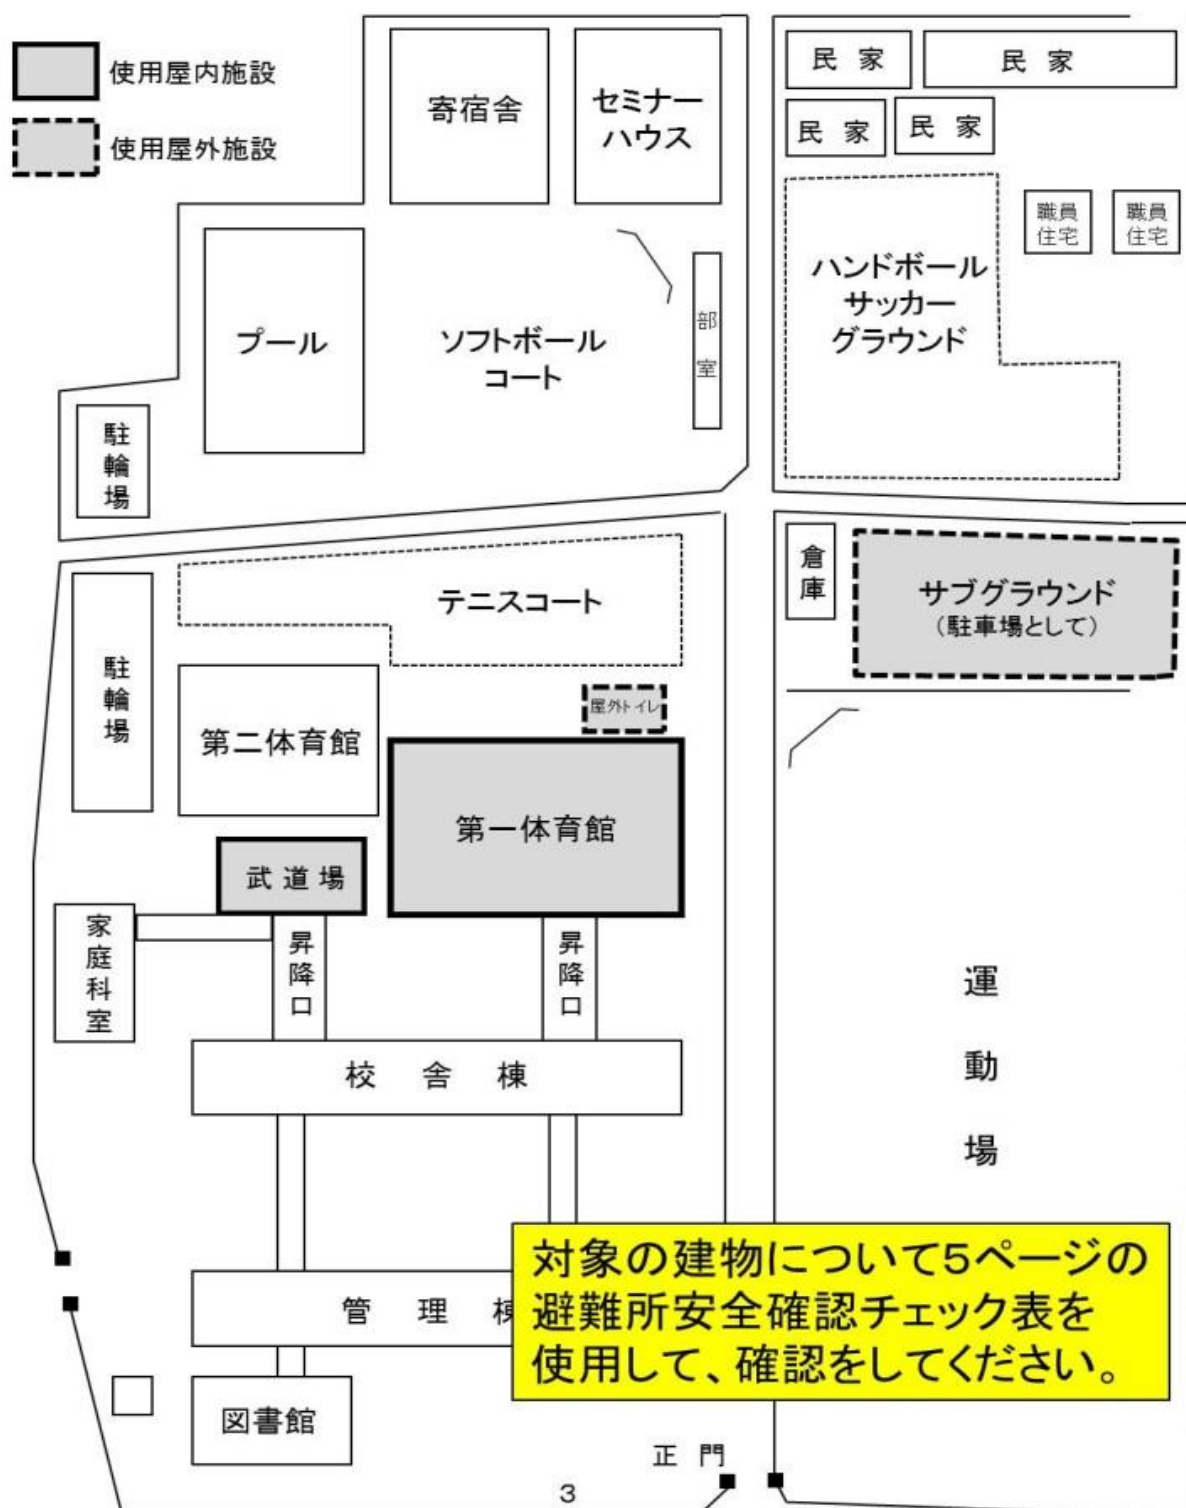 使用屋内施設
使用屋外施設
寄宿舎
セミナー
ハウス
民 家
民 家
民 家
民 家
職員
住宅
職員
住宅
ハンドボール
サッカー
グラウンド
プール
ソフトボール
コート
部室
駐輪場
倉庫
サブグラウンド
（駐車場として）
テニスコート
駐輪場
屋外トイレ
第二体育館
第一体育館
武 道 場
家庭科室
昇降口
昇降口
運動場
校 舎 棟
対象の建物について5ページの
避難所安全確認チェック表を
使用して、確認をしてください。
管 理 棟
図書館
正 門
3